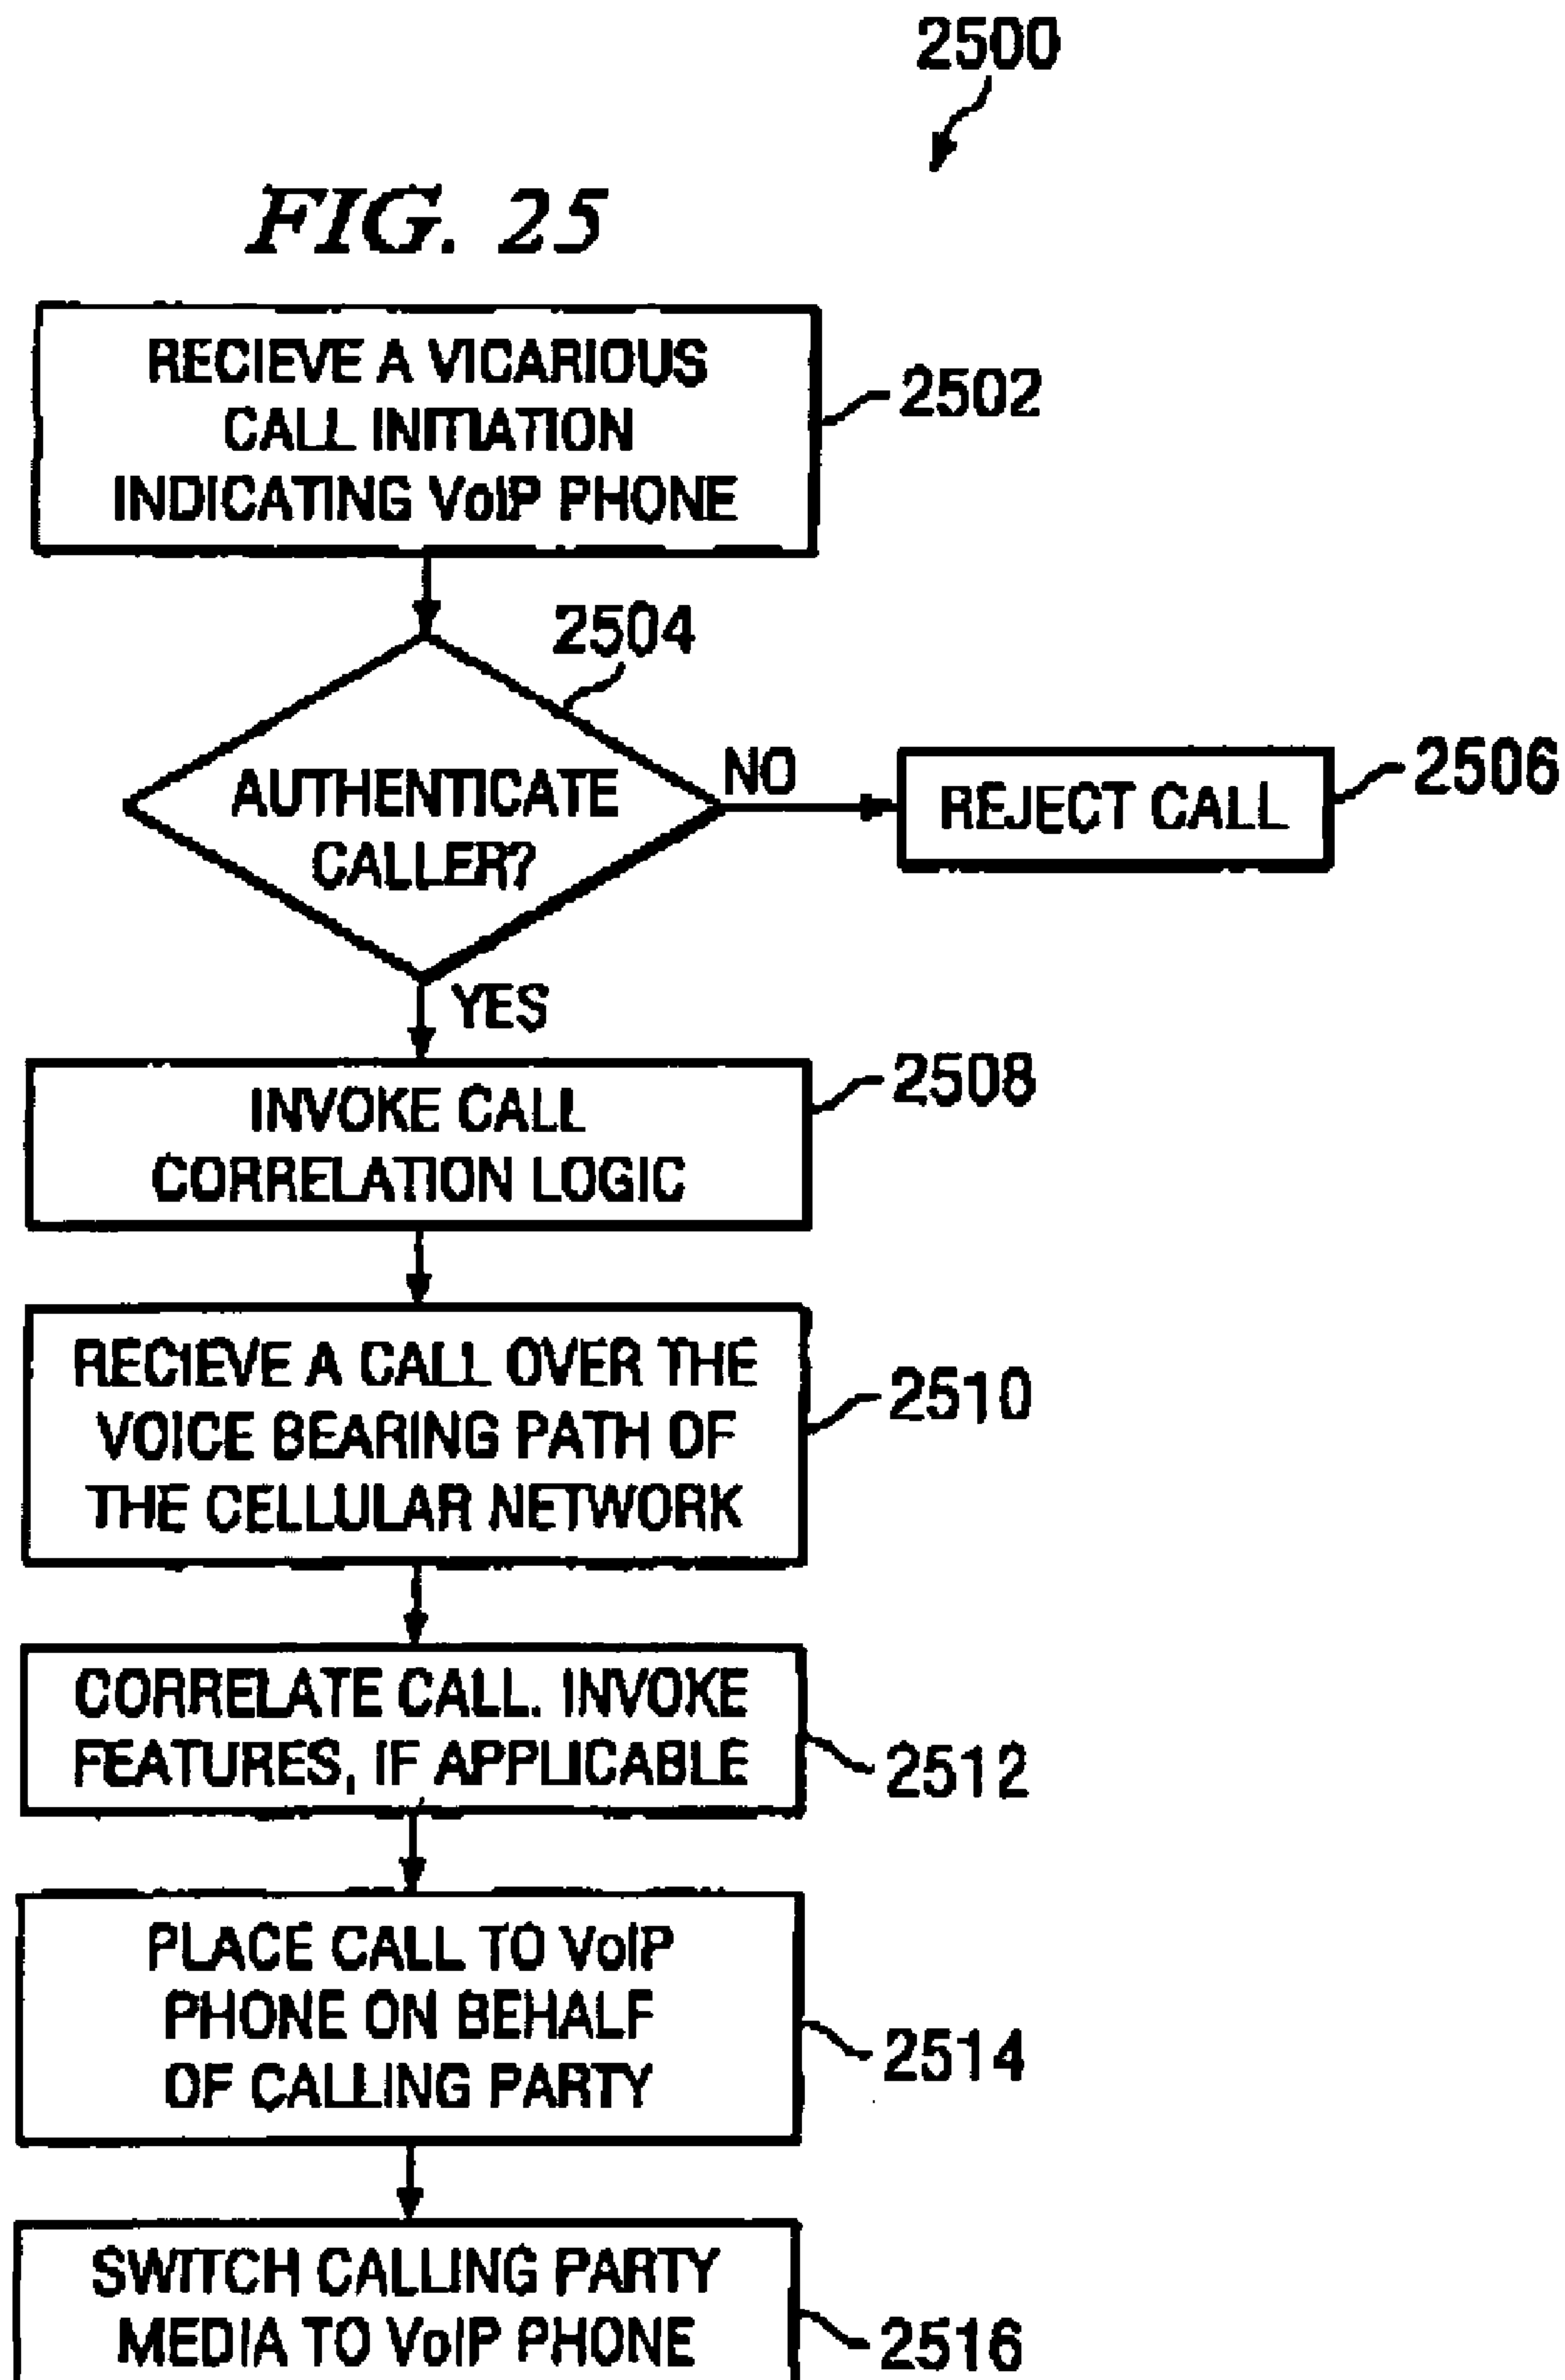 2500
FIG. 25
RECIEVE A VICARIOUS
CALL INITIATION
INDICATING VoIP PHONE
2502
2504
AUTHENTICATE
CALLER?
NO
REJECT CALL
2506
YES
INVOKE CALL
CORRELATION LOGIC
2508
RECIEVE A CALL OVER THE
VOICE BEARING PATH OF
THE CELLULAR NETWORK
2510
CORRELATE CALL. INVOKE
FEATURES, IF APPLICABLE
2512
PLACE CALL TO VoIP
PHONE ON BEHALF
OF CALLING PARTY
2514
SWITCH CALLING PARTY
MEDIA TO VoIP PHONE
2516